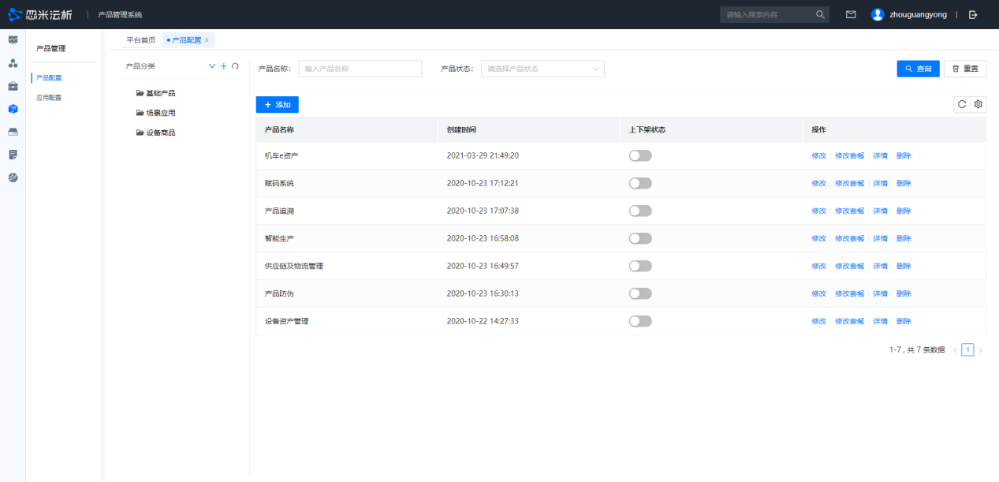 忽米沄析 | 产品管理系统 请输入搜索内容 zhouguangyong |
产品管理
产品配置
应用配置
平台首页 产品配置 ×
产品分类
基础产品
场景应用
设备商品
产品名称： 输入产品名称 产品状态： 请选择产品状态 查询 重置
+ 添加
产品名称 创建时间 上下架状态 操作
机车e资产 2021-03-29 21:49:20 修改 修改套餐 详情 删除
赋码系统 2020-10-23 17:12:21 修改 修改套餐 详情 删除
产品追溯 2020-10-23 17:07:38 修改 修改套餐 详情 删除
智能生产 2020-10-23 16:58:08 修改 修改套餐 详情 删除
供应链及物流管理 2020-10-23 16:49:57 修改 修改套餐 详情 删除
产品防伪 2020-10-23 16:30:13 修改 修改套餐 详情 删除
设备资产管理 2020-10-22 14:27:33 修改 修改套餐 详情 删除
1-7 , 共 7 条数据 < 1 >